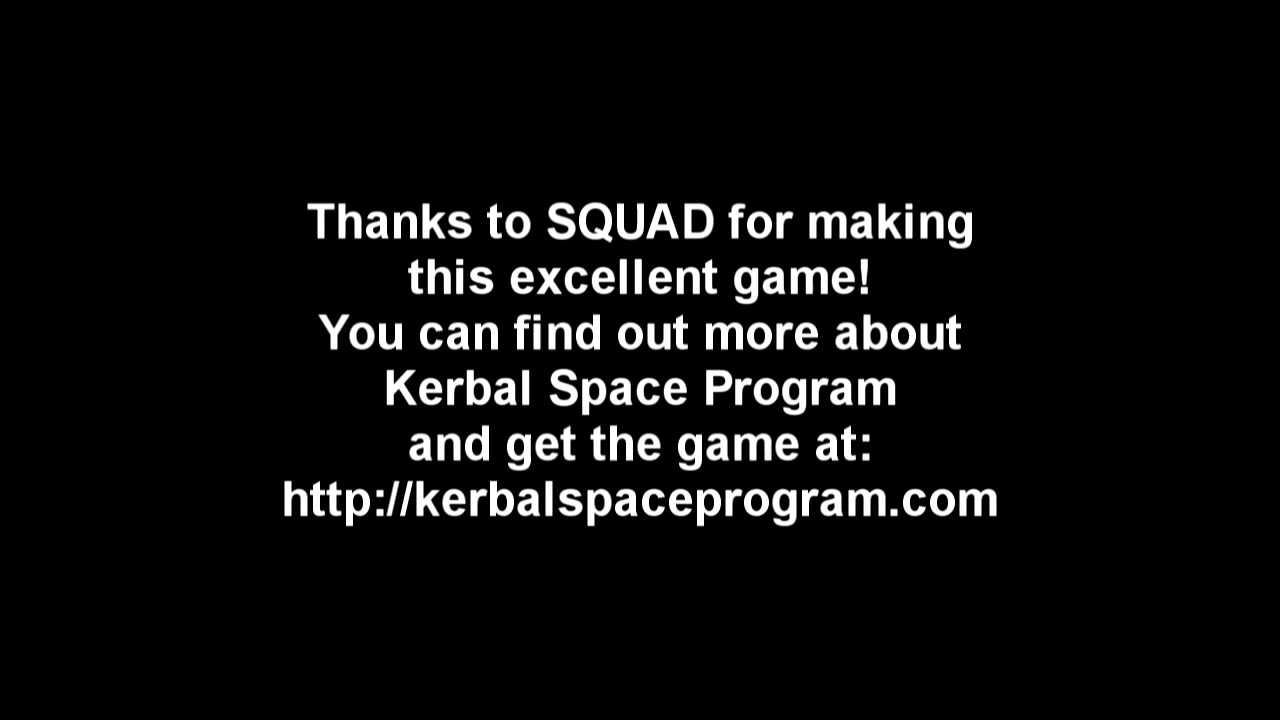 Thanks to SQUAD for making
this excellent game!
You can find out more about
Kerbal Space Program
and get the game at:
http://kerbalspaceprogram.com